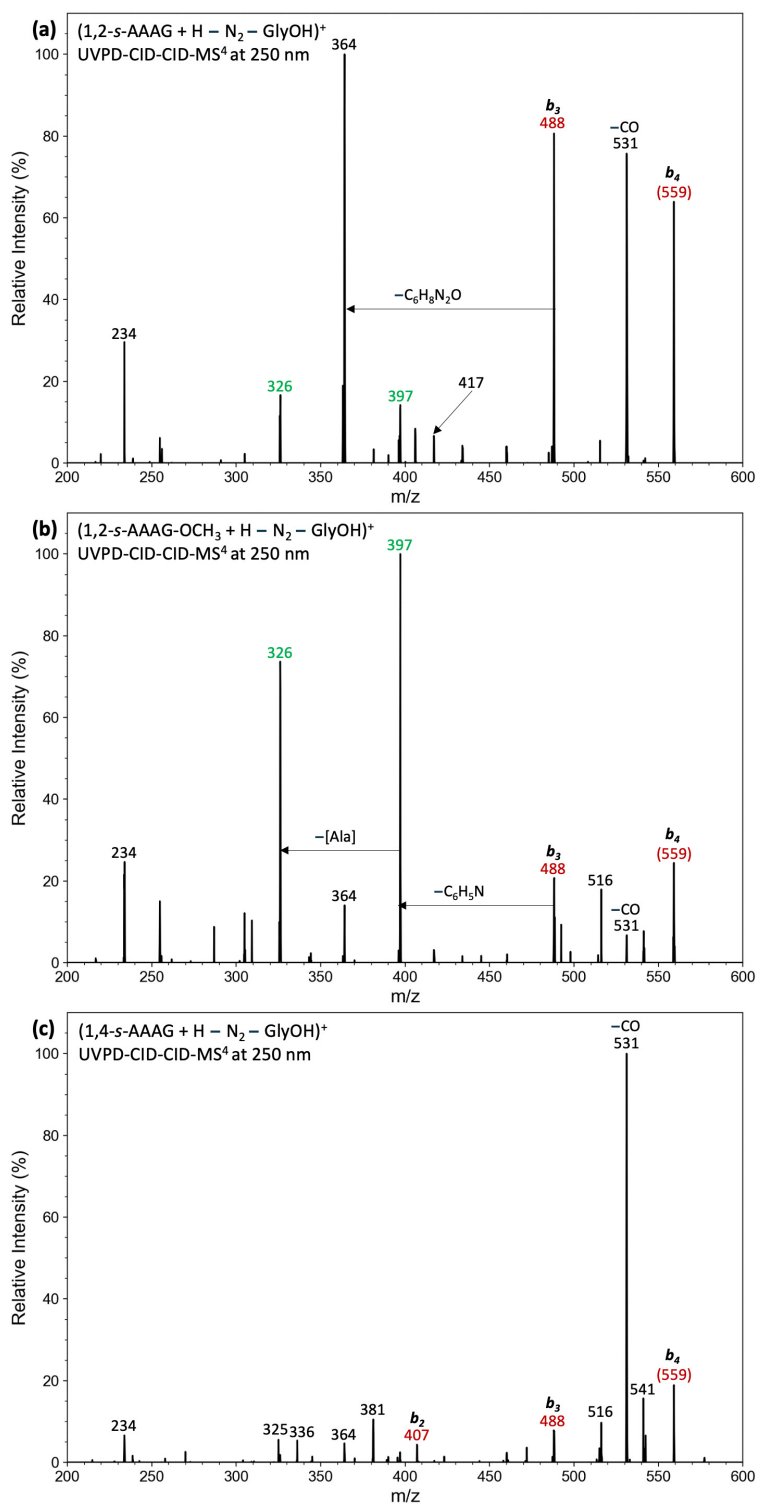 (a) (1,2-s-AAAG + H – N₂ – GlyOH)⁺
UVPD-CID-CID-MS⁴ at 250 nm
364
b₃
488
–CO
531
b₄
(559)
–C₆H₈N₂O
234
326
397
417
100
80
60
40
20
0
Relative Intensity (%)
200 250 300 350 400 450 500 550 600
m/z
(b) (1,2-s-AAAG-OCH₃ + H – N₂ – GlyOH)⁺
UVPD-CID-CID-MS⁴ at 250 nm
397
326
–[Ala]
234
364
–C₆H₅N
b₃
488
516
–CO
531
b₄
(559)
100
80
60
40
20
0
Relative Intensity (%)
200 250 300 350 400 450 500 550 600
m/z
(c) (1,4-s-AAAG + H – N₂ – GlyOH)⁺
UVPD-CID-CID-MS⁴ at 250 nm
–CO
531
b₄
(559)
541
516
b₃
488
b₂
407
381
364
336
325
234
100
80
60
40
20
0
Relative Intensity (%)
200 250 300 350 400 450 500 550 600
m/z